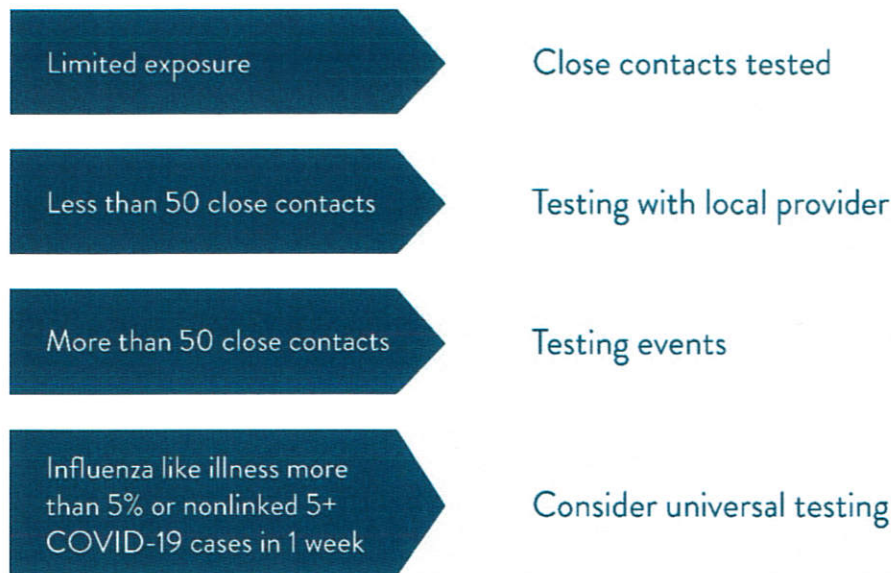 Limited exposure
Close contacts tested
Less than 50 close contacts
Testing with local provider
More than 50 close contacts
Testing events
Influenza like illness more
than 5% or nonlinked 5+
COVID-19 cases in 1 week
Consider universal testing